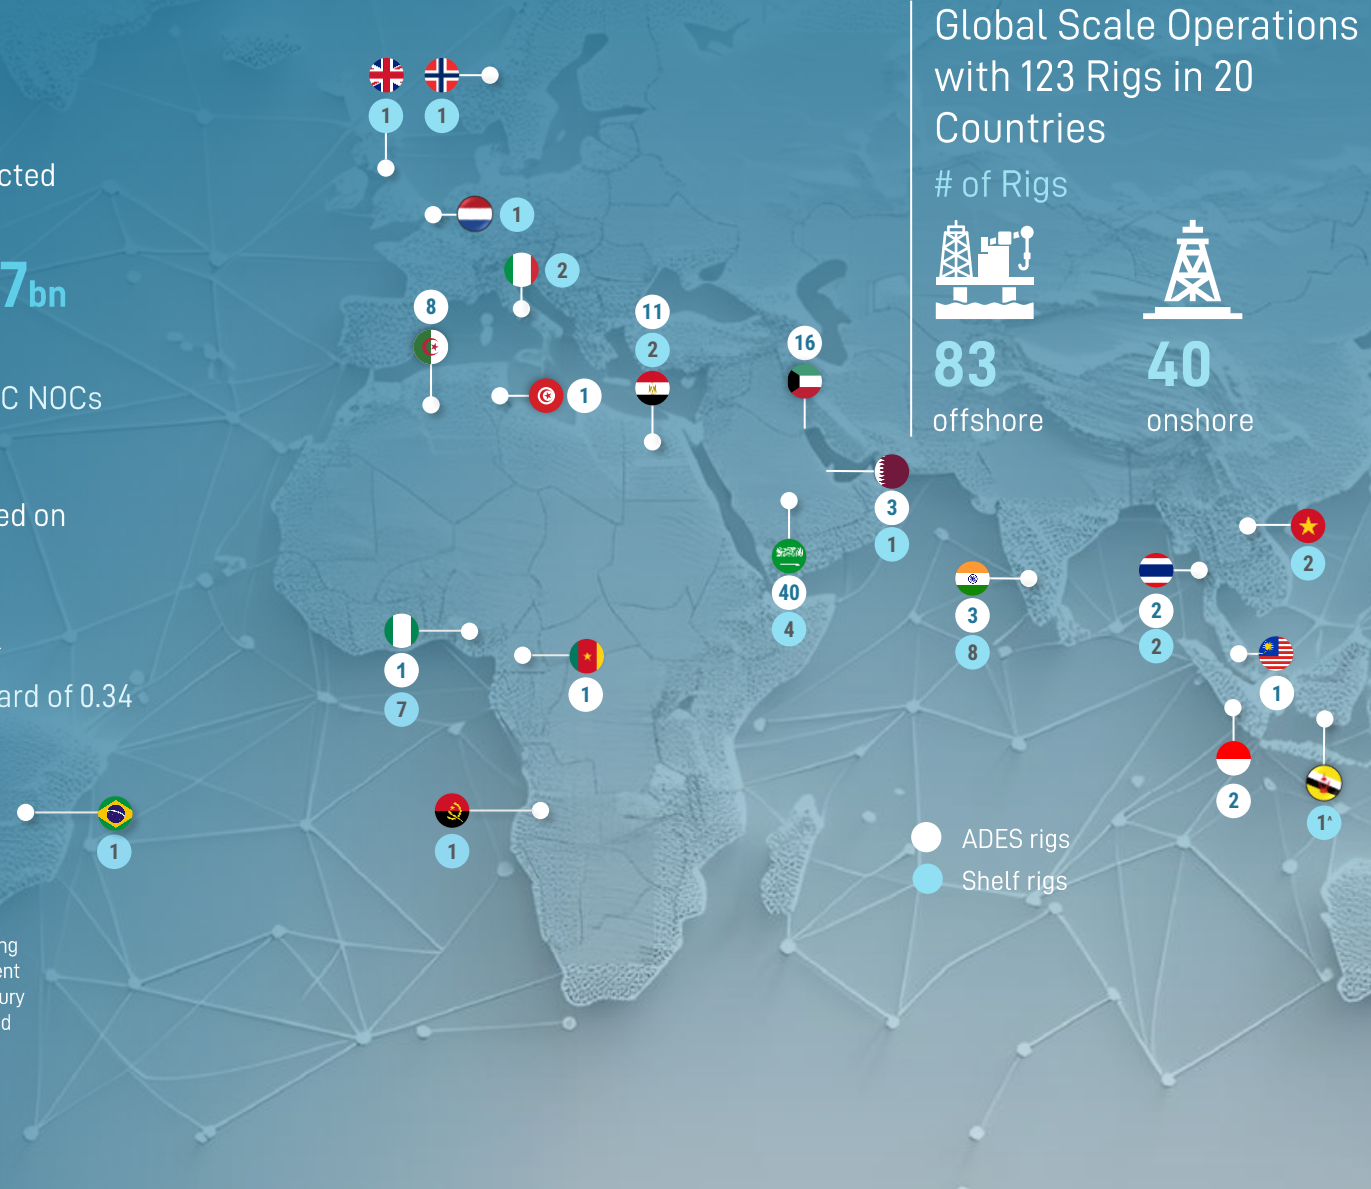 Global Scale Operations
with 123 Rigs in 20
Countries
# of Rigs
83
offshore
40
onshore
cted
7bn
C NOCs
ed on
ard of 0.34
ng
ent
ury
d
1
1
1
2
8
1
11
2
16
3
1
40
4
3
8
2
2
2
1
2
1^
1
7
1
1
1
ADES rigs
Shelf rigs